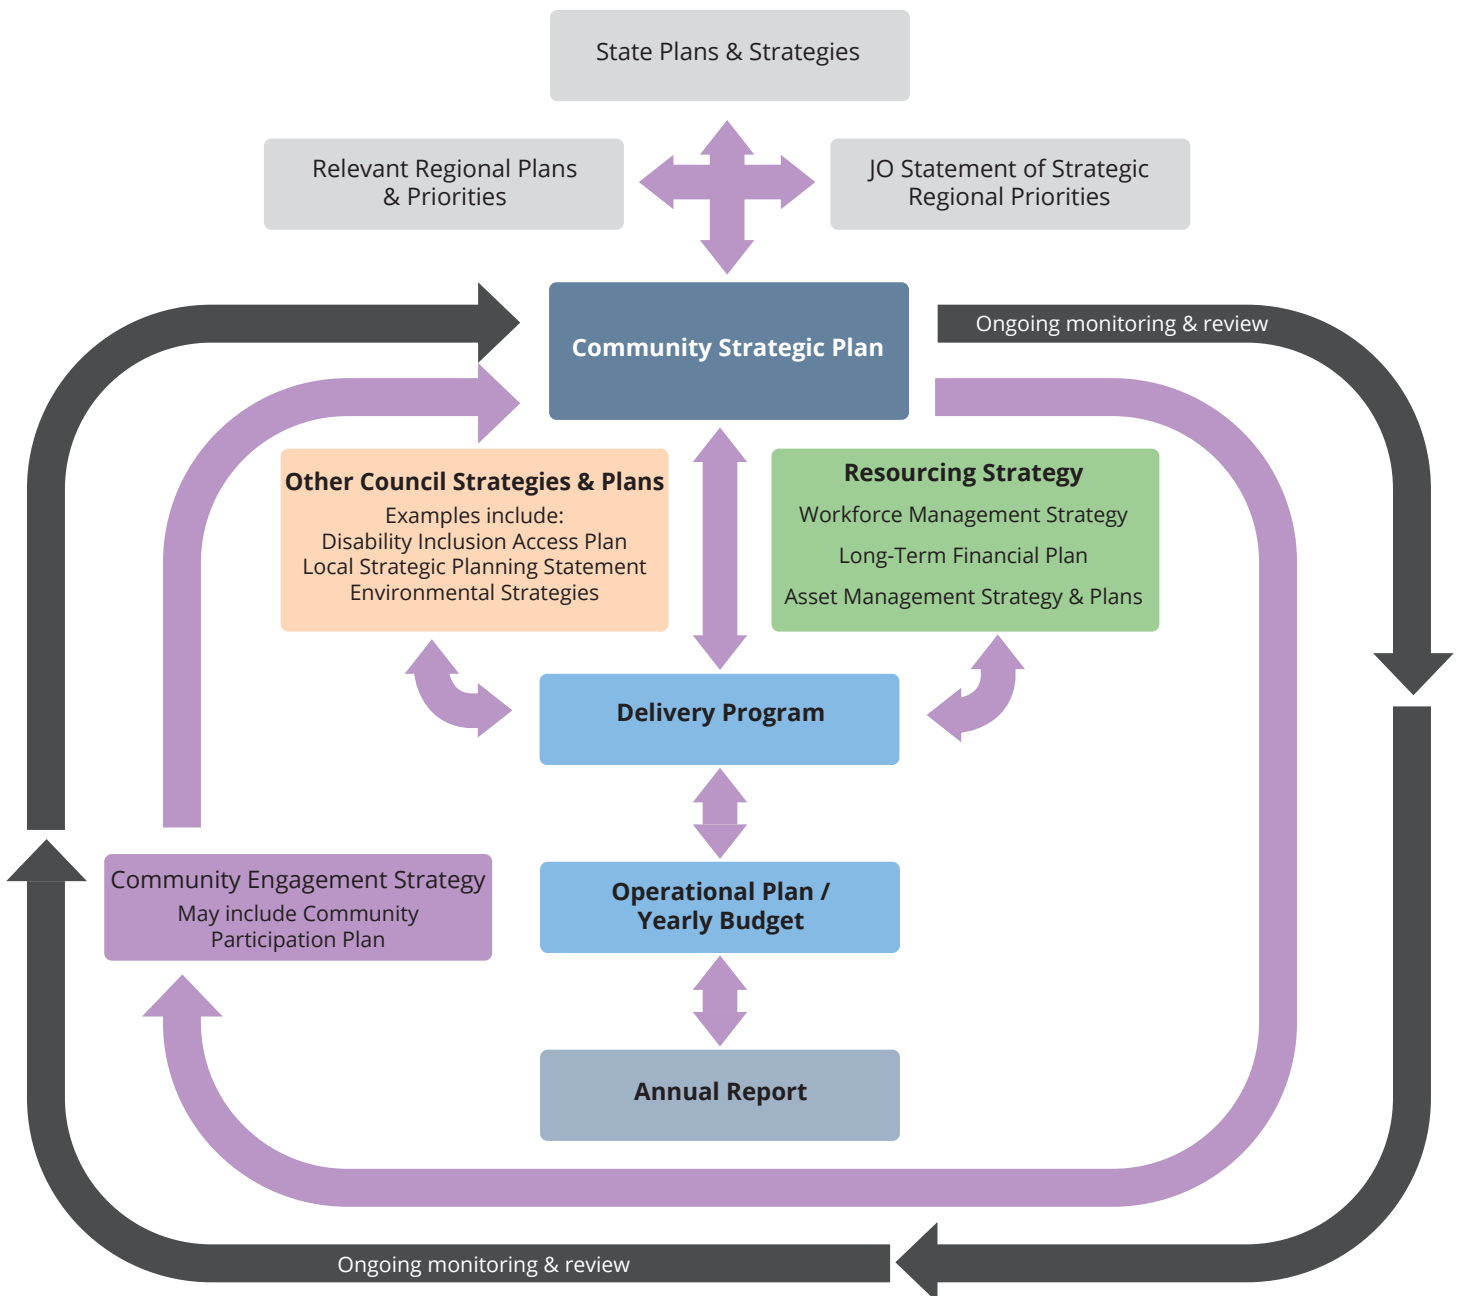 State Plans & Strategies
Relevant Regional Plans
& Priorities
JO Statement of Strategic
Regional Priorities
Community Strategic Plan
Ongoing monitoring & review
Other Council Strategies & Plans
Examples include:
Disability Inclusion Access Plan
Local Strategic Planning Statement
Environmental Strategies
Resourcing Strategy
Workforce Management Strategy
Long-Term Financial Plan
Asset Management Strategy & Plans
Delivery Program
Community Engagement Strategy
May include Community
Participation Plan
Operational Plan /
Yearly Budget
Annual Report
Ongoing monitoring & review